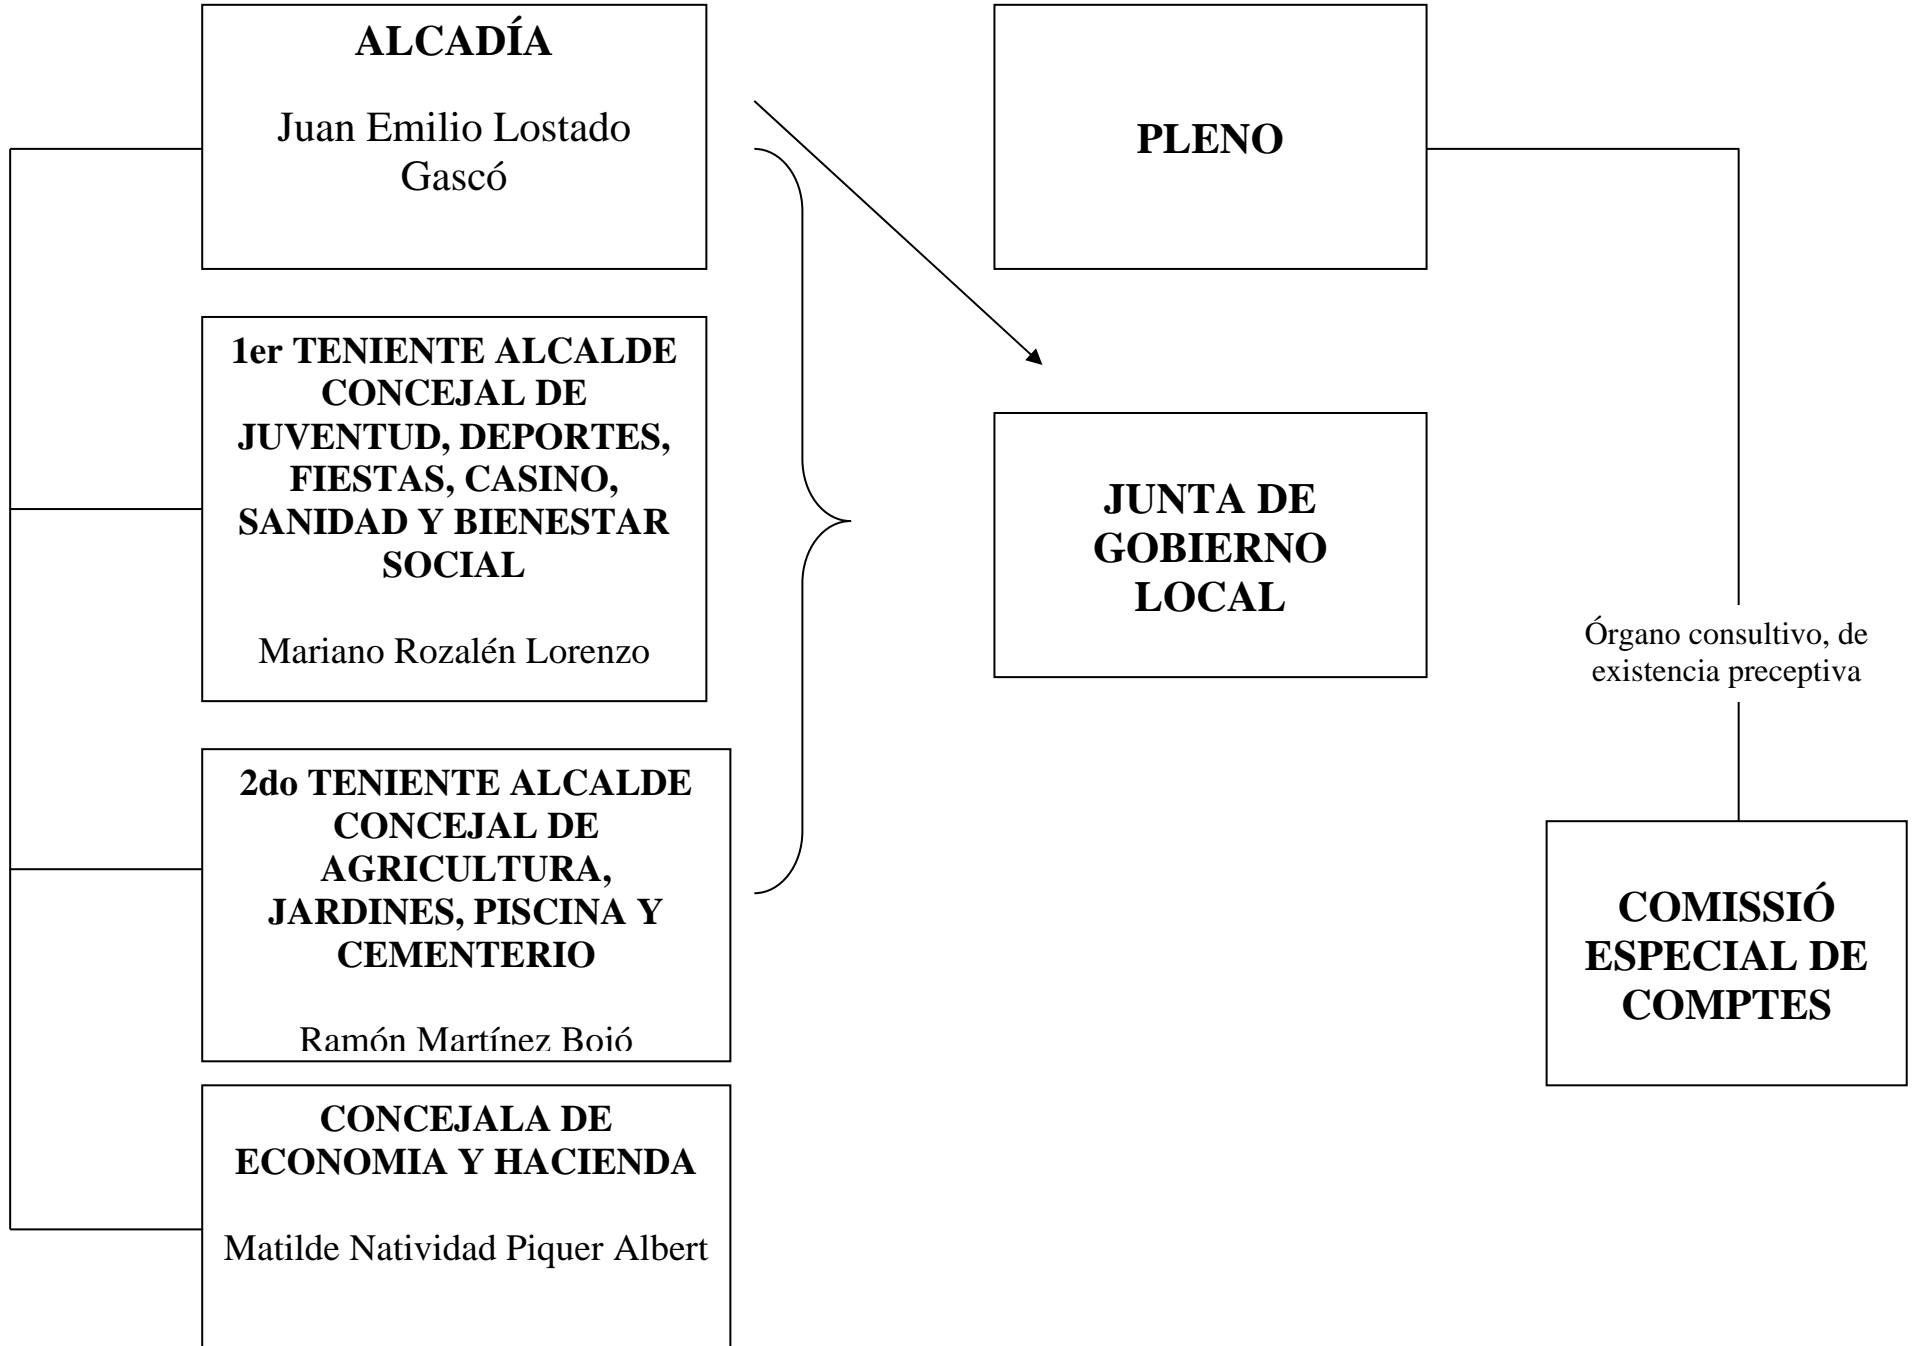 ALCADÍA
Juan Emilio Lostado
Gascó
PLENO
1er TENIENTE ALCALDE
CONCEJAL DE
JUVENTUD, DEPORTES,
FIESTAS, CASINO,
SANIDAD Y BIENESTAR
SOCIAL
Mariano Rozalén Lorenzo
JUNTA DE
GOBIERNO
LOCAL
Órgano consultivo, de
existencia preceptiva
2do TENIENTE ALCALDE
CONCEJAL DE
AGRICULTURA,
JARDINES, PISCINA Y
CEMENTERIO
Ramón Martínez
COMISSIÓ
ESPECIAL DE
COMPTES
CONCEJALA DE
ECONOMIA Y HACIENDA
Matilde Natividad Piquer Albert